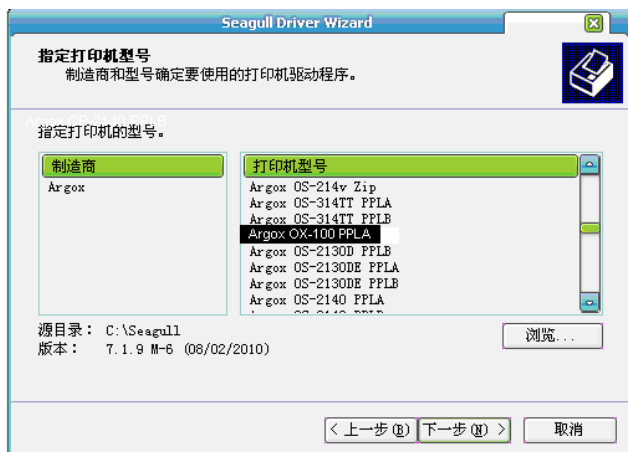 Seagull Driver Wizard
指定打印机型号
制造商和型号确定要使用的打印机驱动程序。
Argox CP-2140 PPLB
指定打印机的型号。
制造商
Argox
打印机型号
Argox OS-214v Zip
Argox OS-314TT PPLA
Argox OS-314TT PPLB
Argox OX-100 PPLA
Argox OS-2130D PPLB
Argox OS-2130DE PPLA
Argox OS-2130DE PPLB
Argox OS-2140 PPLA
源目录： C:\Seagull
版本： 7.1.9 M-6 (08/02/2010)
浏览...
< 上一步(B)
下一步(N) >
取消